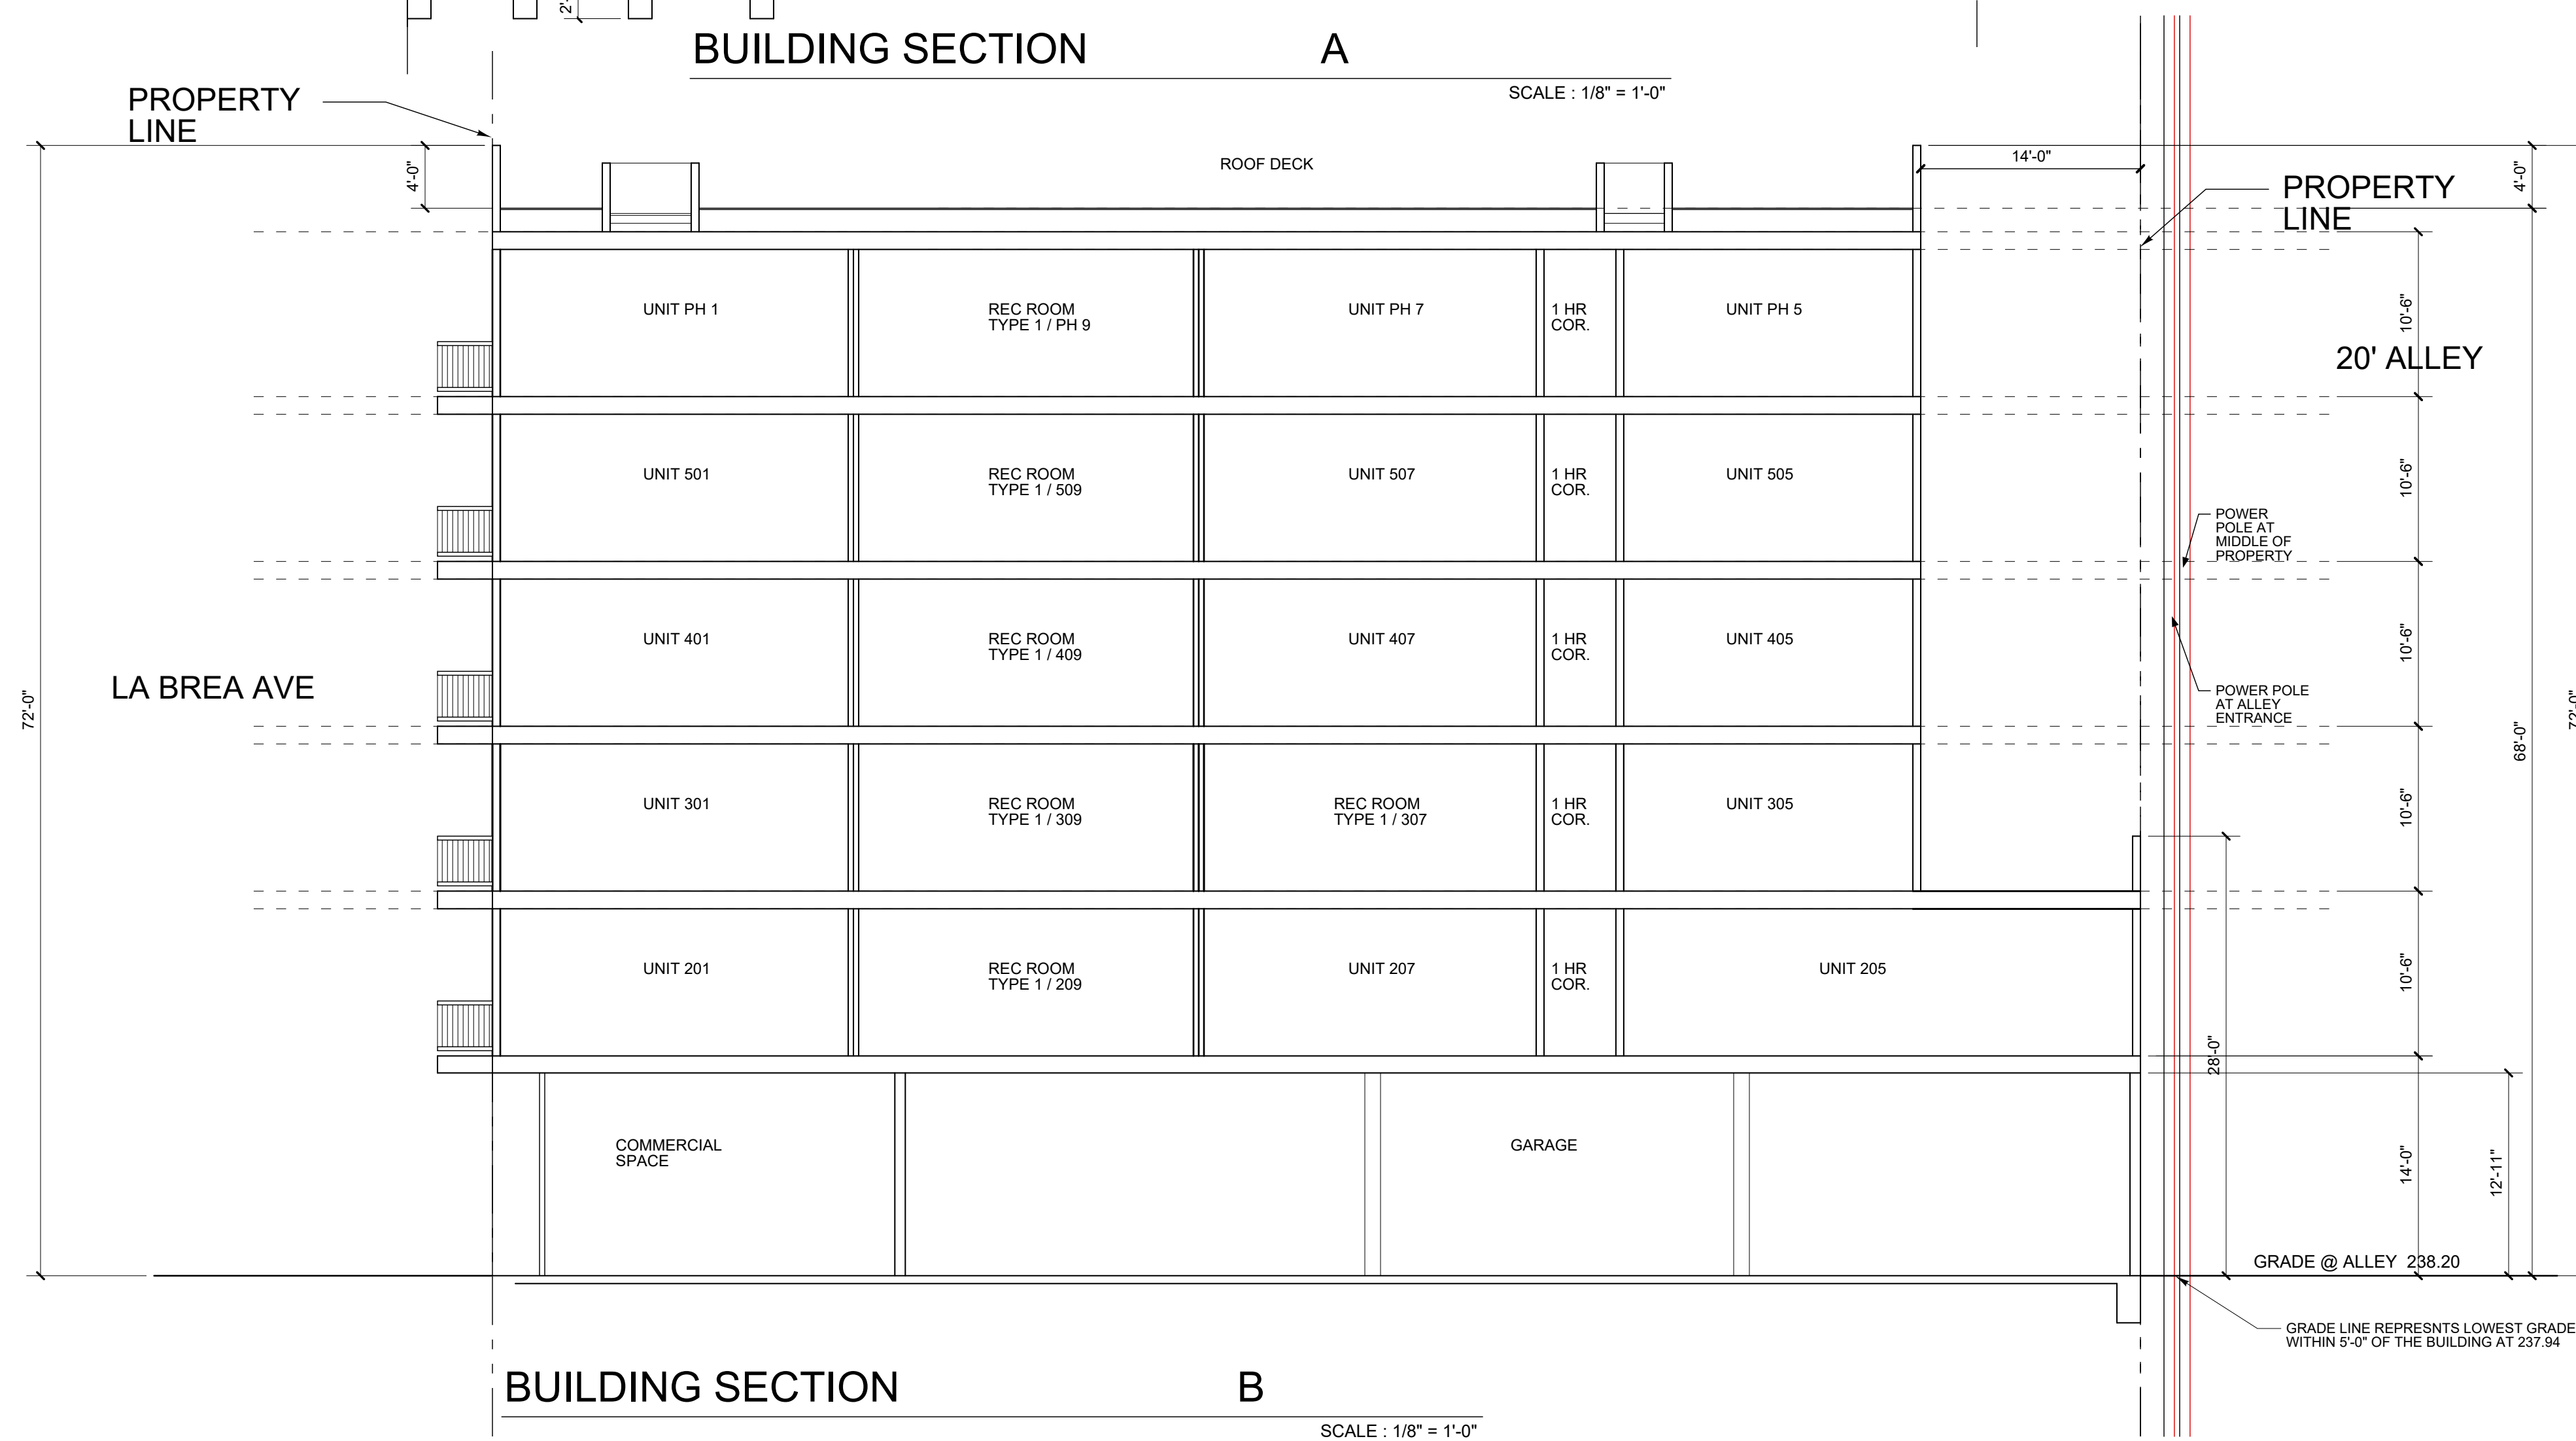 2'-
BUILDING SECTION A
SCALE : 1/8" = 1'-0"
PROPERTY
LINE
4'-0"
ROOF DECK
14'-0"
4'-0"
PROPERTY
LINE
UNIT PH 1
REC ROOM
TYPE 1 / PH 9
UNIT PH 7
1 HR
COR.
UNIT PH 5
10'-6"
20' ALLEY
UNIT 501
REC ROOM
TYPE 1 / 509
UNIT 507
1 HR
COR.
UNIT 505
10'-6"
POWER
POLE AT
MIDDLE OF
PROPERTY
UNIT 401
REC ROOM
TYPE 1 / 409
UNIT 407
1 HR
COR.
UNIT 405
10'-6"
LA BREA AVE
72'-0"
POWER POLE
AT ALLEY
ENTRANCE
72'-0"
68'-0"
UNIT 301
REC ROOM
TYPE 1 / 309
REC ROOM
TYPE 1 / 307
1 HR
COR.
UNIT 305
10'-6"
UNIT 201
REC ROOM
TYPE 1 / 209
UNIT 207
1 HR
COR.
UNIT 205
10'-6"
28'-0"
COMMERCIAL
SPACE
GARAGE
14'-0"
12'-11"
GRADE @ ALLEY 238.20
GRADE LINE REPRESNTS LOWEST GRADE
WITHIN 5'-0" OF THE BUILDING AT 237.94
BUILDING SECTION B
SCALE : 1/8" = 1'-0"